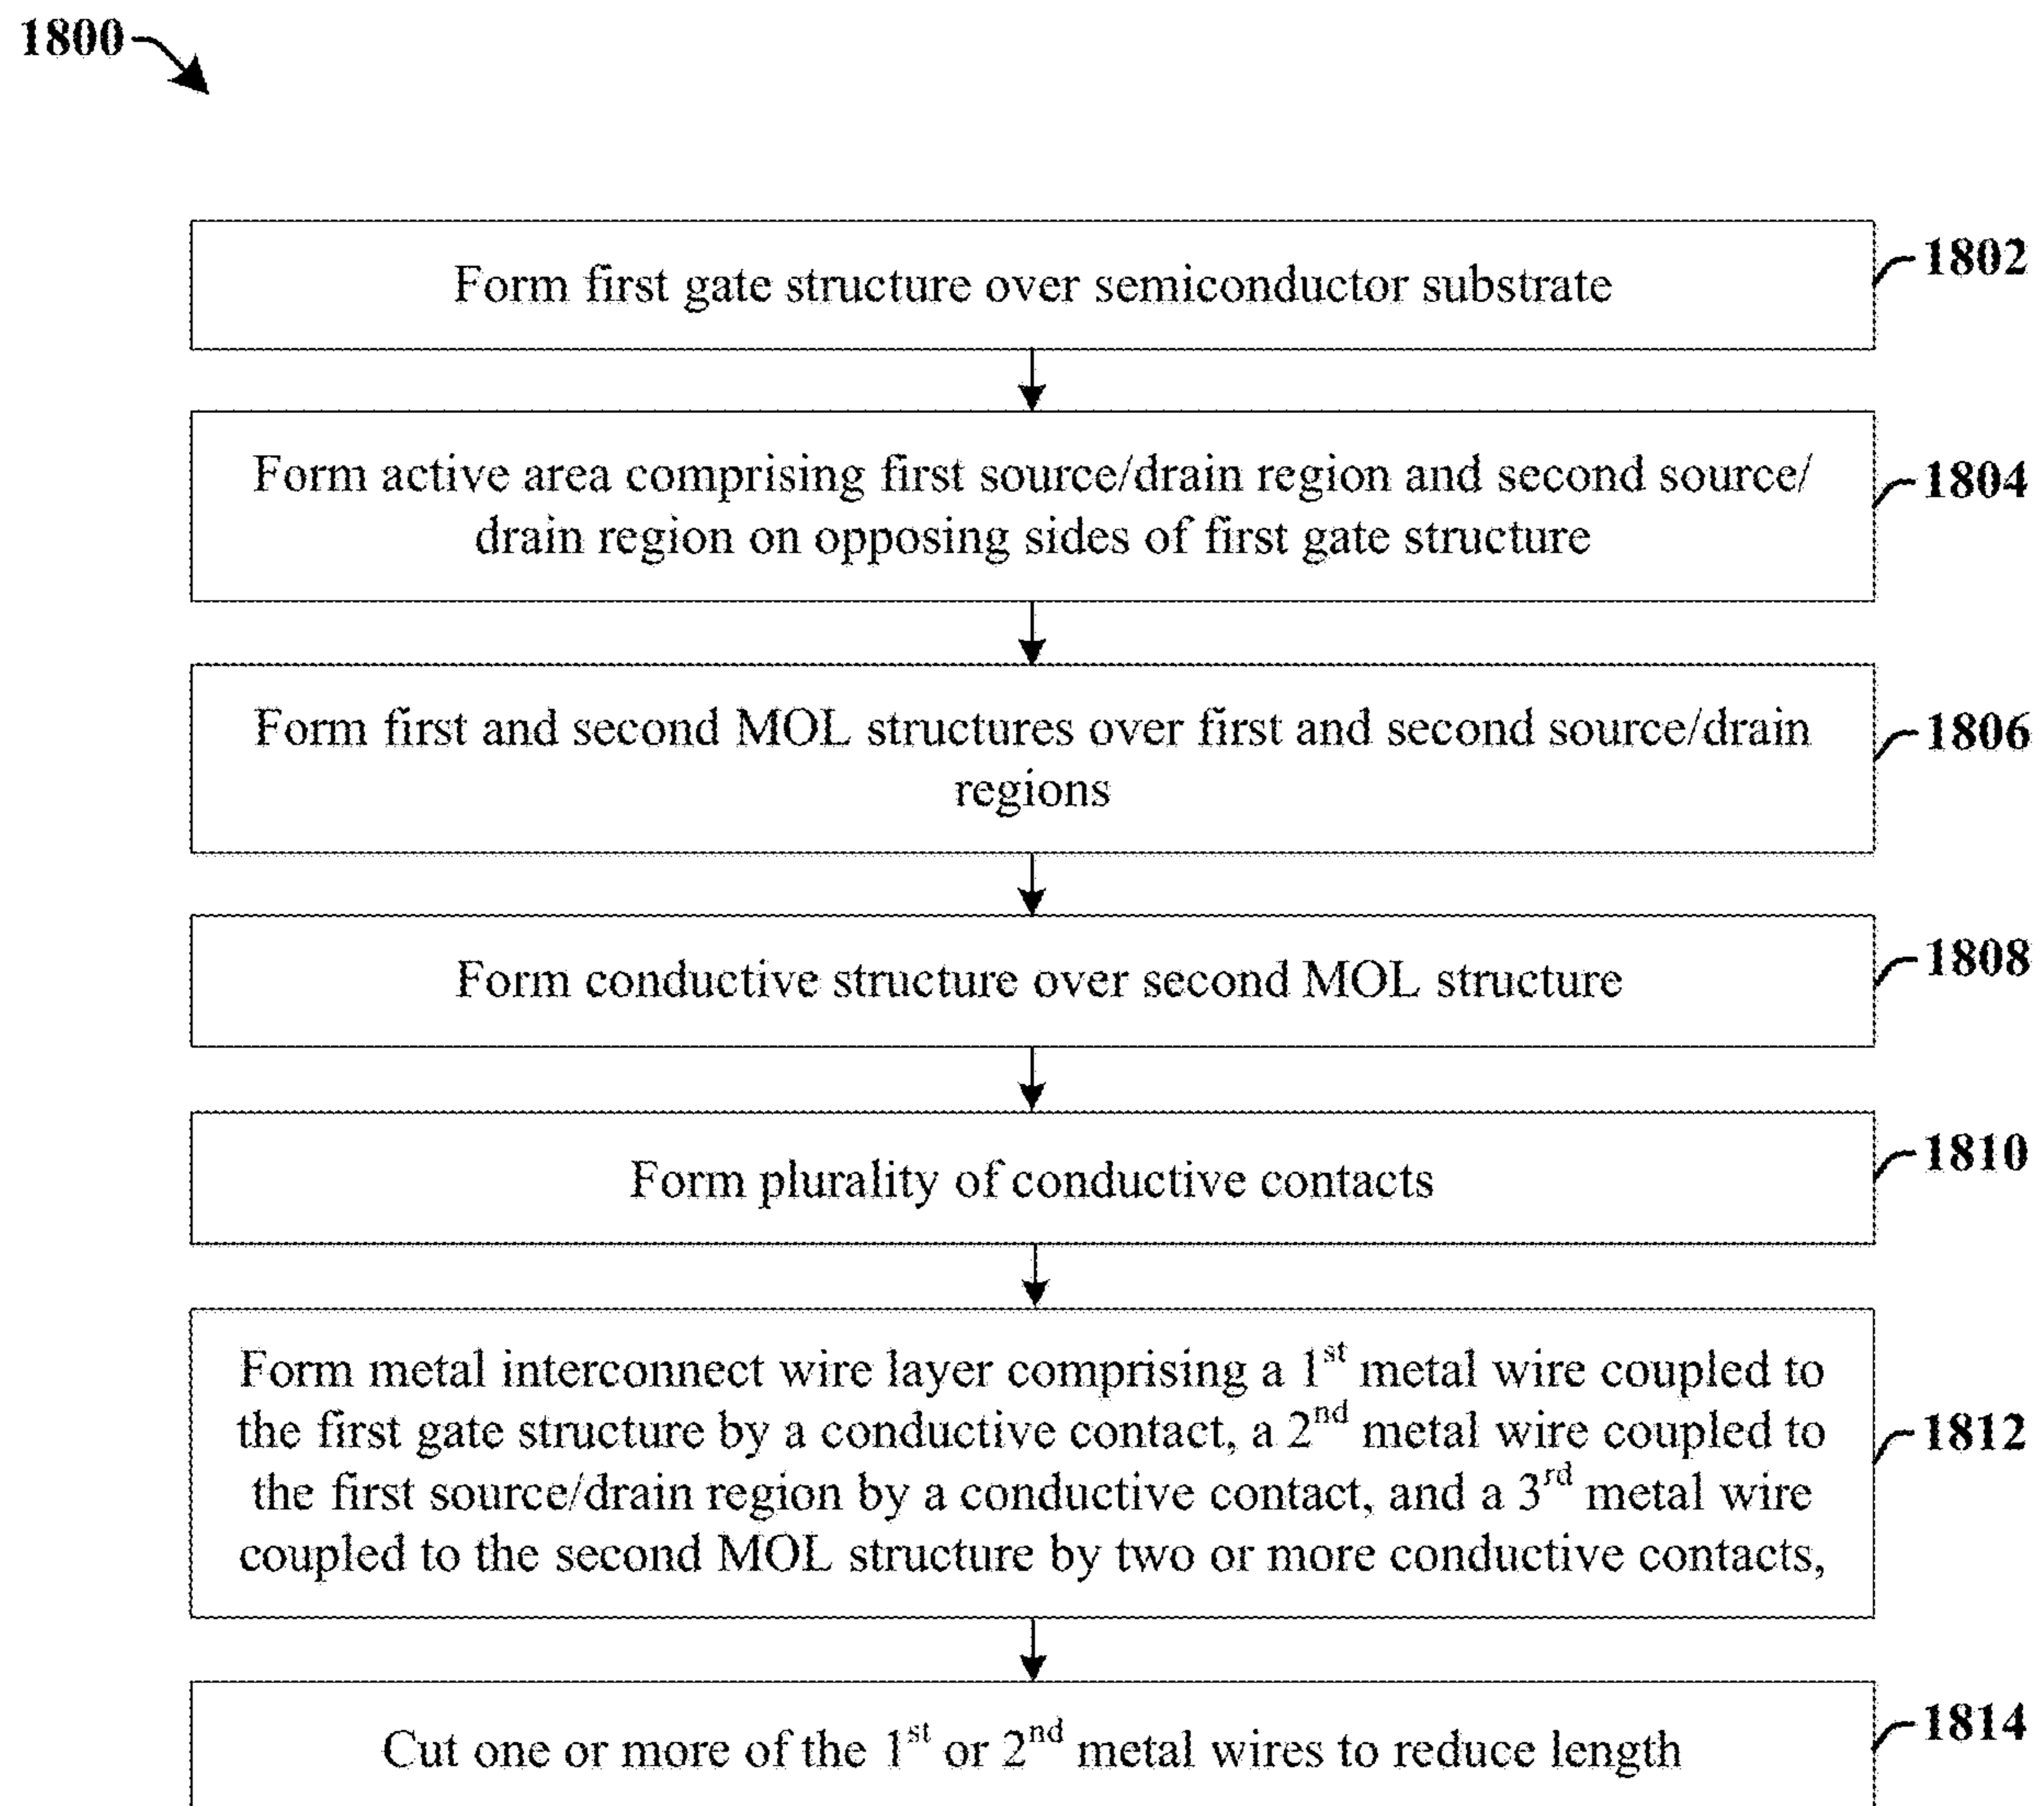 1800
Form first gate structure over semiconductor substrate
1802
Form active area comprising first source/drain region and second source/
drain region on opposing sides of first gate structure
1804
Form first and second MOL structures over first and second source/drain
regions
1806
Form conductive structure over second MOL structure
1808
Form plurality of conductive contacts
1810
Form metal interconnect wire layer comprising a 1st metal wire coupled to
the first gate structure by a conductive contact, a 2nd metal wire coupled to
the first source/drain region by a conductive contact, and a 3rd metal wire
coupled to the second MOL structure by two or more conductive contacts,
1812
Cut one or more of the 1st or 2nd metal wires to reduce length
1814